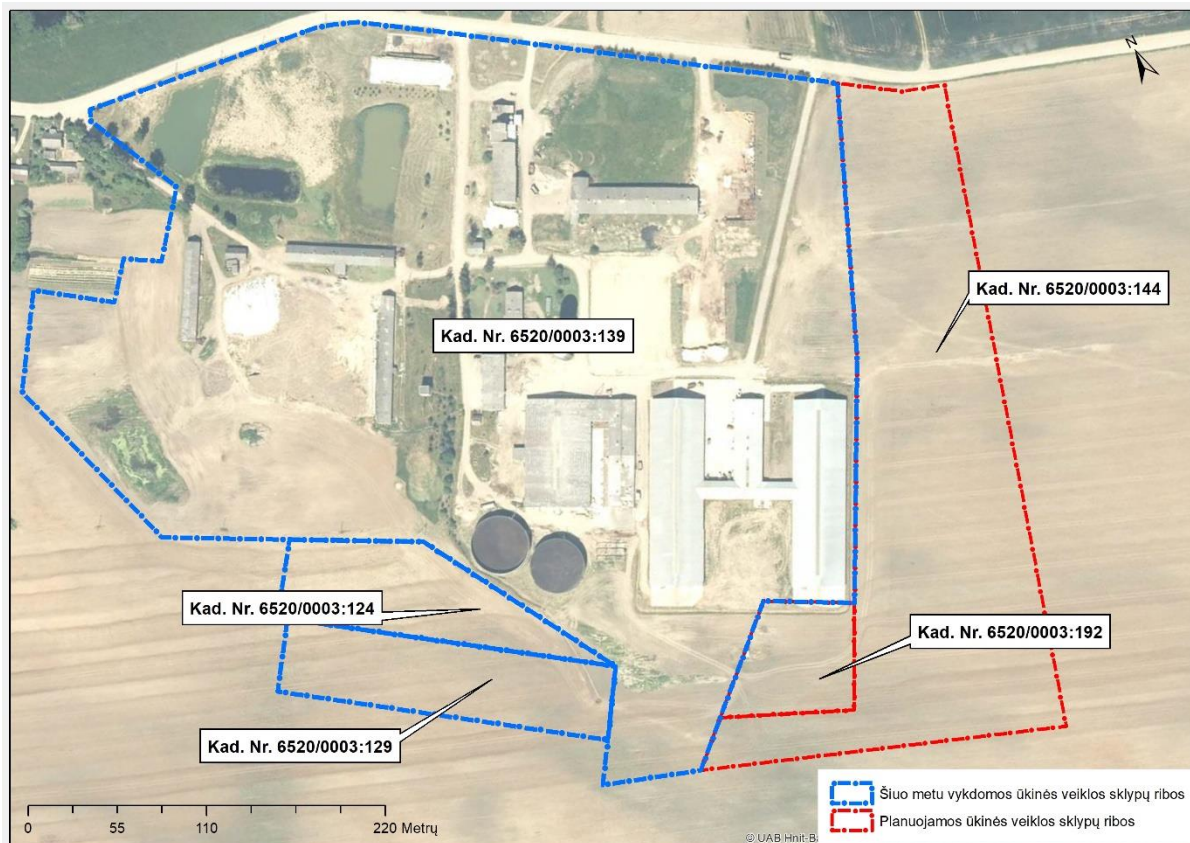 N
Kad. Nr. 6520/0003:144
Kad. Nr. 6520/0003:139
Kad. Nr. 6520/0003:124
Kad. Nr. 6520/0003:192
Kad. Nr. 6520/0003:129
Šiuo metu vykdomos ūkinės veiklos sklypų ribos
Planuojamos ūkinės veiklos sklypų ribos
0 55 110 220 Metrų
© UAB Hnit-B